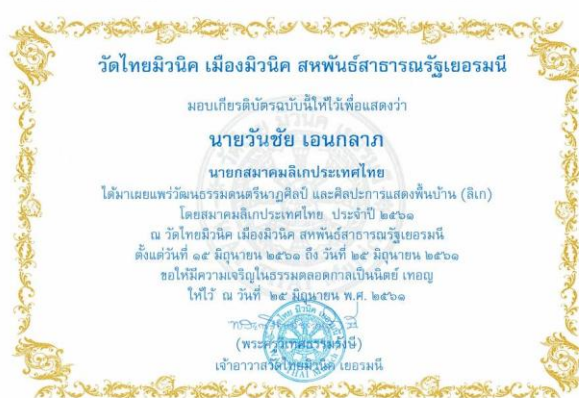 วัดไทยมิวนิค เมืองมิวนิค สหพันธ์สาธารณรัฐเยอรมนี
มอบเกียรติบัตรฉบับนี้ให้ไว้เพื่อแสดงว่า
นายวันชัย เอนกลาภ
นายกสมาคมลิเกประเทศไทย
ได้มาเผยแพร่วัฒนธรรมดนตรีนาฏศิลป์ และศิลปะการแสดงพื้นบ้าน (ลิเก)
โดยสมาคมลิเกประเทศไทย ประจำปี ๒๕๖๑
ณ วัดไทยมิวนิค เมืองมิวนิค สหพันธ์สาธารณรัฐเยอรมนี
ตั้งแต่วันที่ ๑๕ มิถุนายน ๒๕๖๑ ถึง วันที่ ๒๕ มิถุนายน ๒๕๖๑
ขอให้มีความเจริญในธรรมตลอดกาลเป็นนิตย์ เทอญ
ให้ไว้ ณ วันที่ ๒๕ มิถุนายน พ.ศ. ๒๕๖๑
(พระครูวิเทศธรรมรังษี)
เจ้าอาวาสวัดไทยมิวนิค เยอรมนี